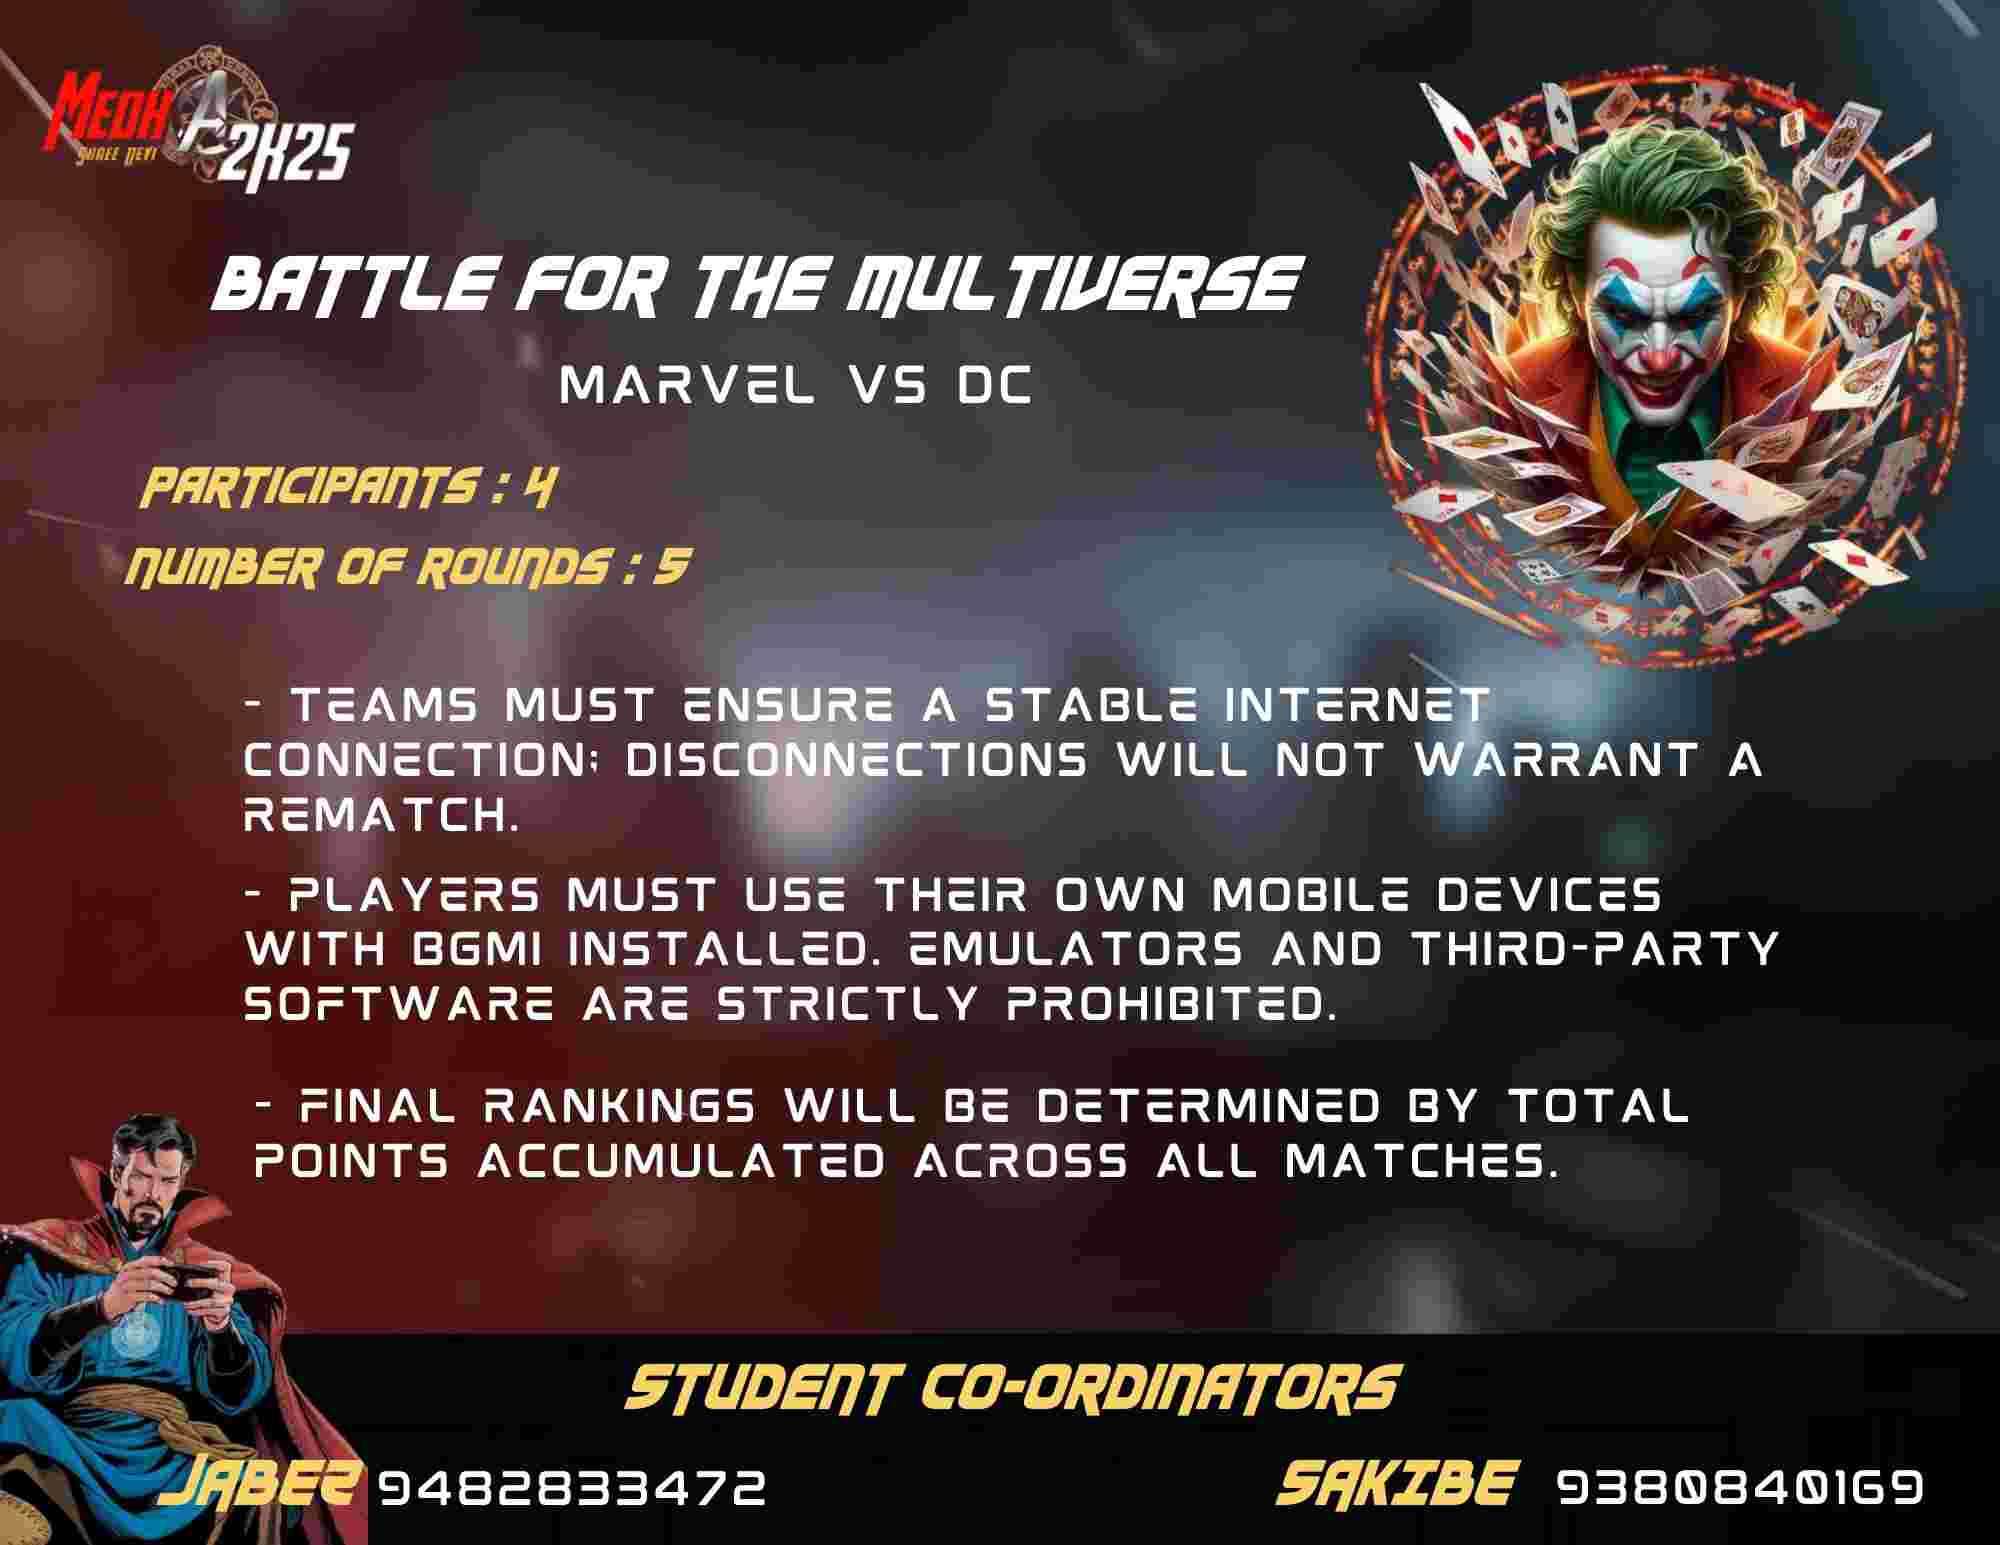 MEDHA 2K25
SHREE DEVI
BATTLE FOR THE MULTIVERSE
MARVEL VS DC
PARTICIPANTS : 4
NUMBER OF ROUNDS : 5
- TEAMS MUST ENSURE A STABLE INTERNET
CONNECTION; DISCONNECTIONS WILL NOT WARRANT A
REMATCH.
- PLAYERS MUST USE THEIR OWN MOBILE DEVICES
WITH BGMI INSTALLED. EMULATORS AND THIRD-PARTY
SOFTWARE ARE STRICTLY PROHIBITED.
- FINAL RANKINGS WILL BE DETERMINED BY TOTAL
POINTS ACCUMULATED ACROSS ALL MATCHES.
STUDENT CO-ORDINATORS
JABEZ 9482833472
SAKIBE 9380840169